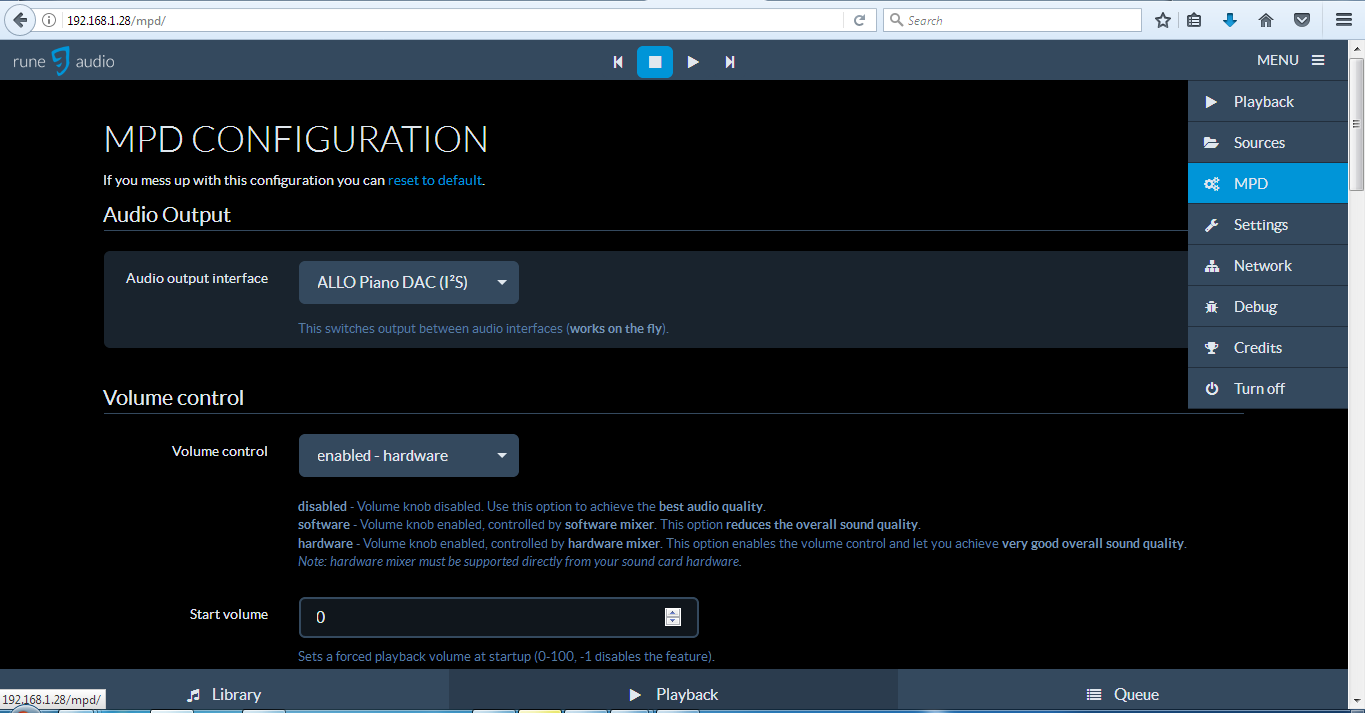 192.168.1.28/mpd/
Search
rune audio
MENU
Playback
Sources
MPD
Settings
Network
Debug
Credits
Turn off
MPD CONFIGURATION
If you mess up with this configuration you can reset to default.
Audio Output
Audio output interface
ALLO Piano DAC (I²S)
This switches output between audio interfaces (works on the fly).
Volume control
Volume control
enabled - hardware
disabled - Volume knob disabled. Use this option to achieve the best audio quality.
software - Volume knob enabled, controlled by software mixer. This option reduces the overall sound quality.
hardware - Volume knob enabled, controlled by hardware mixer. This option enables the volume control and let you achieve very good overall sound quality.
Note: hardware mixer must be supported directly from your sound card hardware.
Start volume
0
Sets a forced playback volume at startup (0-100, -1 disables the feature).
Library
Playback
Queue
192.168.1.28/mpd/